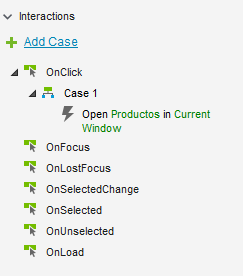 Interactions
Add Case
OnClick
Case 1
Open Productos in Current
Window
OnFocus
OnLostFocus
OnSelectedChange
OnSelected
OnUnselected
OnLoad